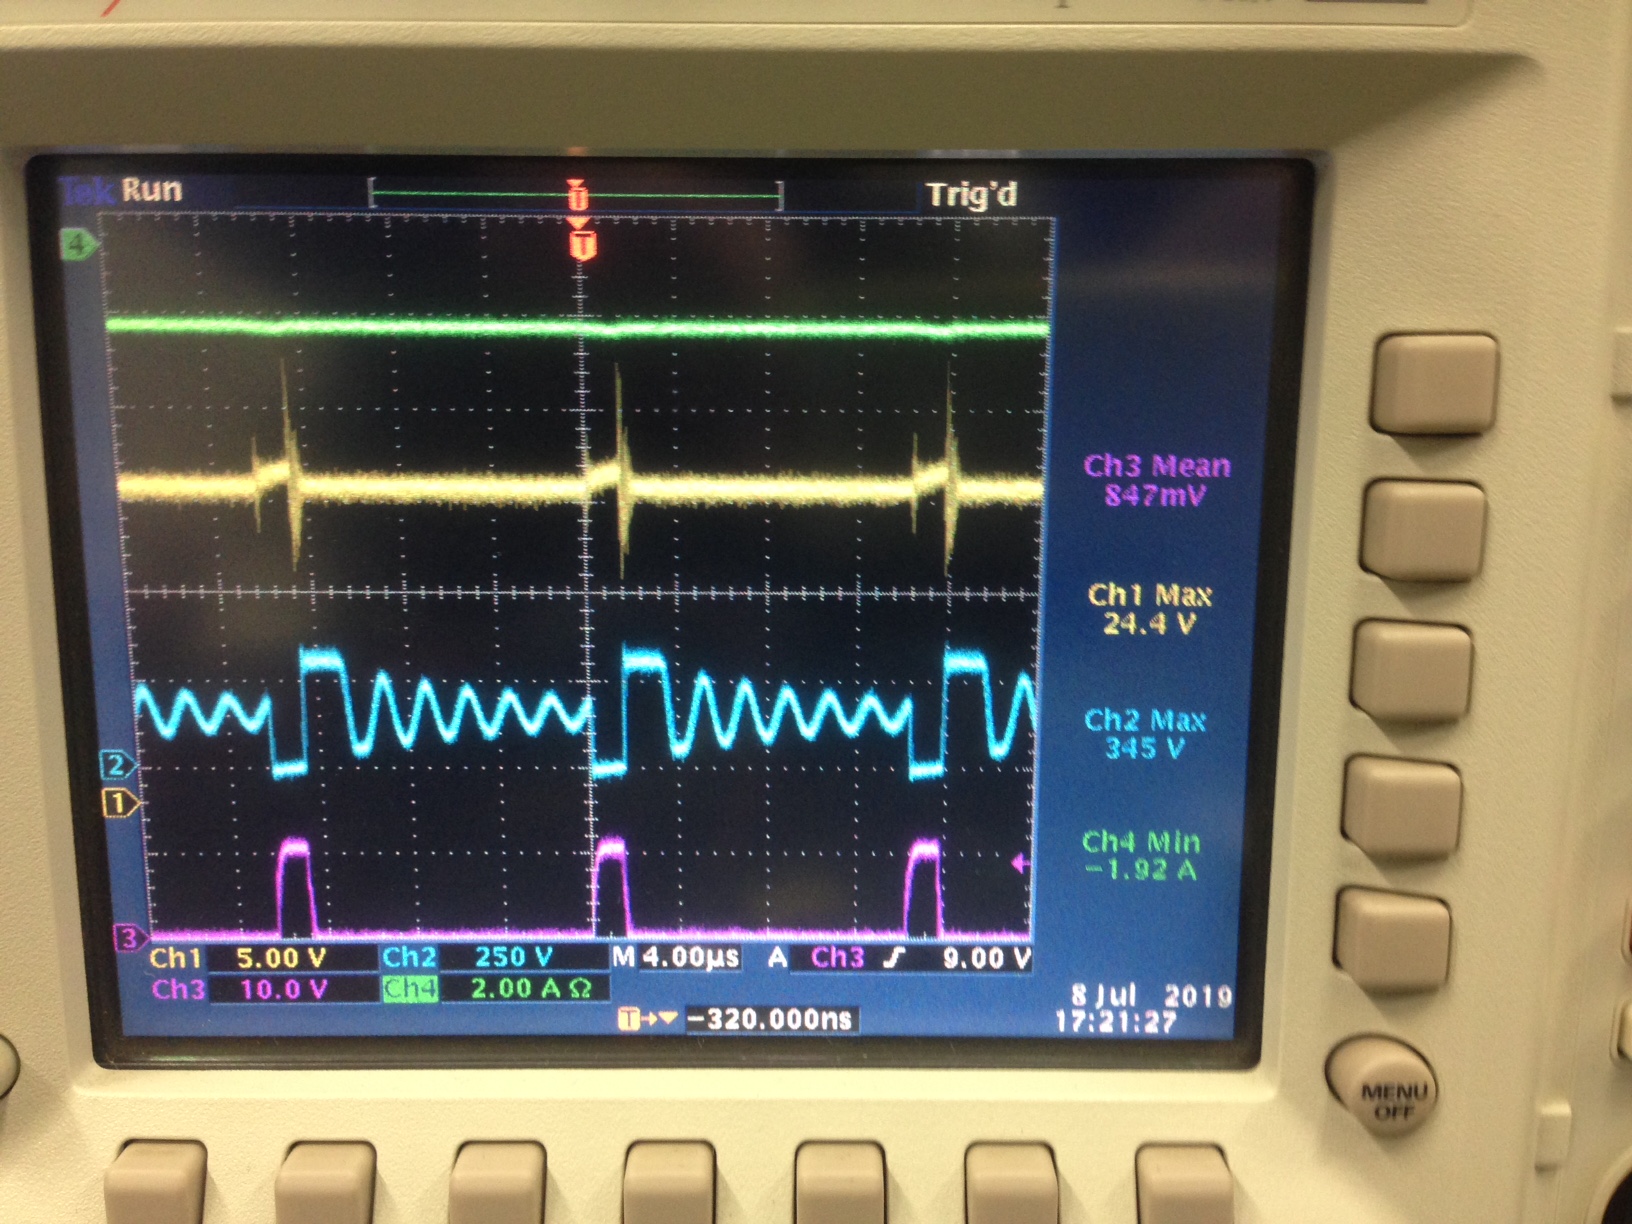 Tek Run Trig'd
T
T
4
Ch3 Mean
847mV
Ch1 Max
24.4 V
Ch2 Max
345 V
2
1
Ch4 Min
-1.92 A
3
Ch1 5.00 V Ch2 250 V M 4.00µs A Ch3 9.00 V
Ch3 10.0 V Ch4 2.00 A Ω
T -320.000ns
8 Jul 2019
17:21:27
MENU
OFF